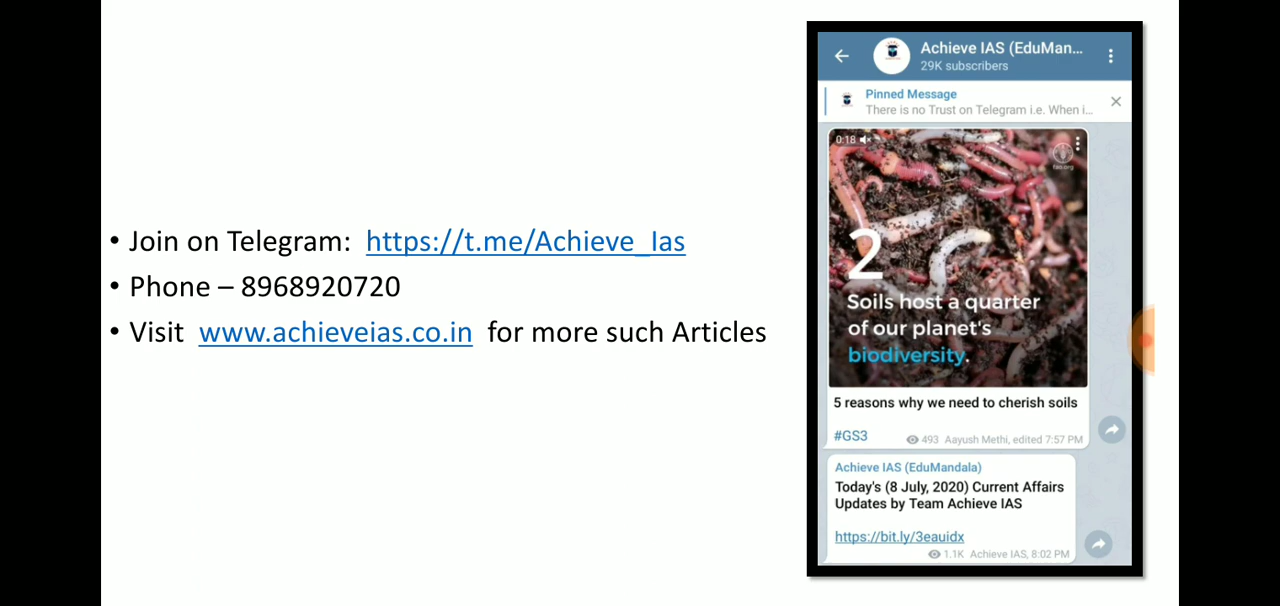 • Join on Telegram: https://t.me/Achieve_Ias
• Phone – 8968920720
• Visit www.achieveias.co.in for more such Articles
Achieve IAS (EduMan...
29K subscribers
Pinned Message
There is no Trust on Telegram i.e. When i...
0:18
fao.org
2
Soils host a quarter
of our planet's
biodiversity.
5 reasons why we need to cherish soils
#GS3
493 Aayush Methi, edited 7:57 PM
Achieve IAS (EduMandala)
Today's (8 July, 2020) Current Affairs
Updates by Team Achieve IAS
https://bit.ly/3eauidx
1.1K Achieve IAS, 8:02 PM